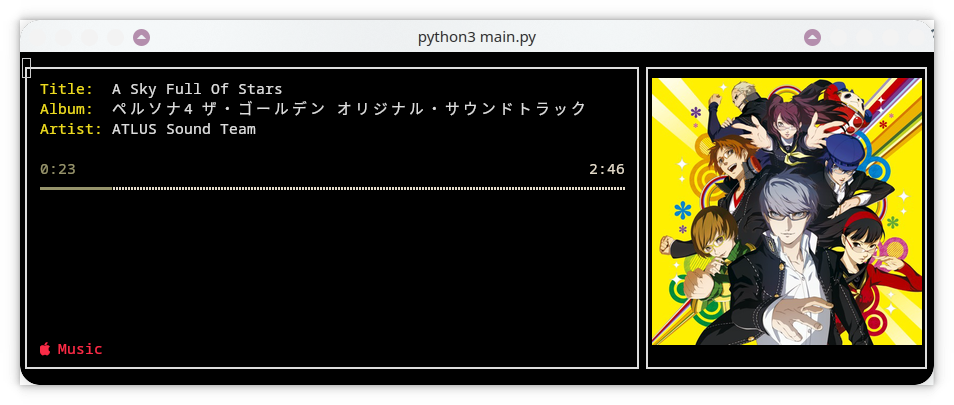 python3 main.py
Title: A Sky Full Of Stars
Album: ペルソナ4 ザ・ゴールデン オリジナル・サウンドトラック
Artist: ATLUS Sound Team
0:23 2:46
Music